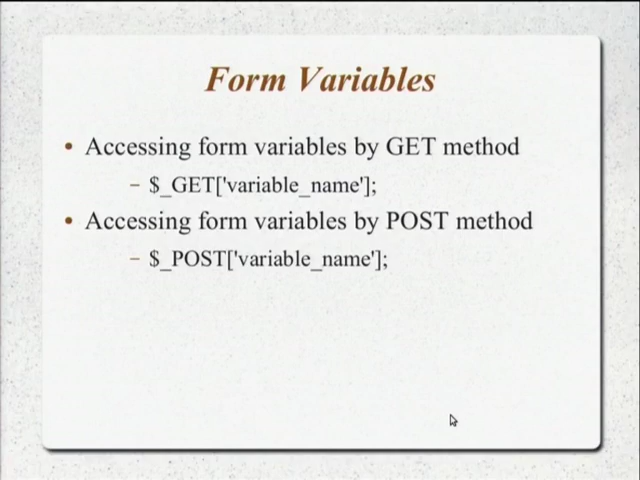 Form Variables
• Accessing form variables by GET method
– $_GET['variable_name'];
• Accessing form variables by POST method
– $_POST['variable_name'];